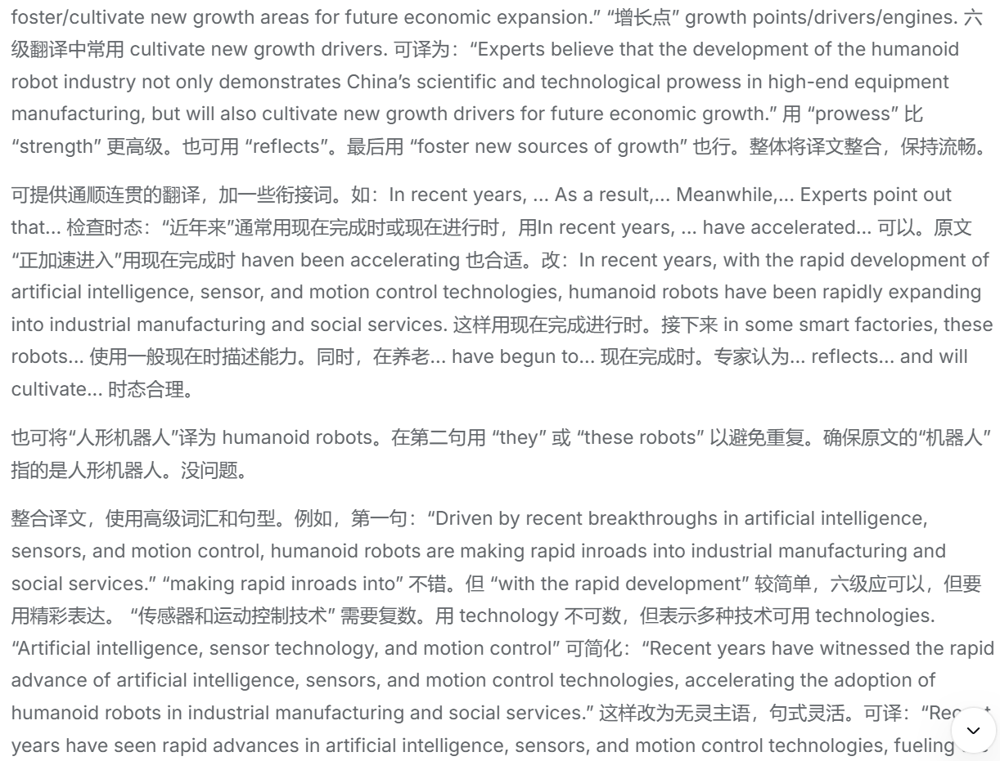 foster/cultivate new growth areas for future economic expansion.” “增长点” growth points/drivers/engines. 六
级翻译中常用 cultivate new growth drivers. 可译为：“Experts believe that the development of the humanoid
robot industry not only demonstrates China’s scientific and technological prowess in high-end equipment
manufacturing, but will also cultivate new growth drivers for future economic growth.” 用 “prowess” 比
“strength” 更高级。也可用 “reflects”。最后用 “foster new sources of growth” 也行。整体将译文整合，保持流畅。
可提供通顺连贯的翻译，加一些衔接词。如：In recent years, ... As a result,... Meanwhile,... Experts point out
that... 检查时态：“近年来”通常用现在完成时或现在进行时，用In recent years, ... have accelerated... 可以。原文
“正加速进入”用现在完成时 haven been accelerating 也合适。改：In recent years, with the rapid development of
artificial intelligence, sensor, and motion control technologies, humanoid robots have been rapidly expanding
into industrial manufacturing and social services. 这样用现在完成进行时。接下来 in some smart factories, these
robots... 使用一般现在时描述能力。同时，在养老... have begun to... 现在完成时。专家认为... reflects... and will
cultivate... 时态合理。
也可将“人形机器人”译为 humanoid robots。在第二句用 “they” 或 “these robots” 以避免重复。确保原文的“机器人”
指的是人形机器人。没问题。
整合译文，使用高级词汇和句型。例如，第一句：“Driven by recent breakthroughs in artificial intelligence,
sensors, and motion control, humanoid robots are making rapid inroads into industrial manufacturing and
social services.” “making rapid inroads into” 不错。但 “with the rapid development” 较简单，六级应可以，但要
用精彩表达。 “传感器和运动控制技术” 需要复数。用 technology 不可数，但表示多种技术可用 technologies.
“Artificial intelligence, sensor technology, and motion control” 可简化：“Recent years have witnessed the rapid
advance of artificial intelligence, sensors, and motion control technologies, accelerating the adoption of
humanoid robots in industrial manufacturing and social services.” 这样改为无灵主语，句式灵活。可译：
years have seen rapid advances in artificial intelligence, sensors, and motion control technologies, fueling